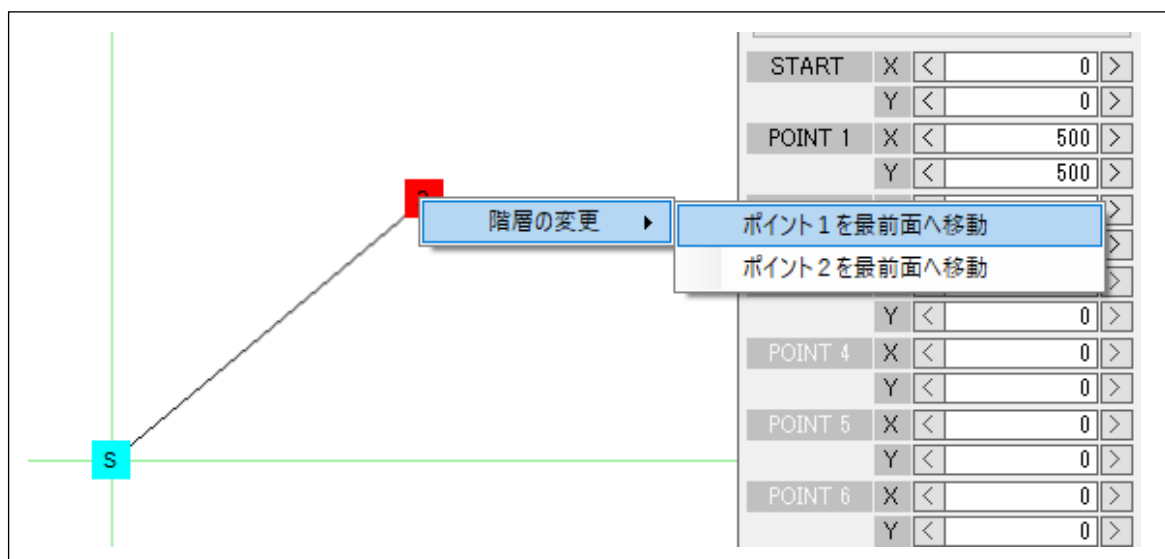 START X < 0 >
Y < 0 >
POINT 1 X < 500 >
Y < 500 >
階層の変更
ポイント1を最前面へ移動
ポイント2を最前面へ移動
>
>
>
Y < 0 >
POINT 4 X < 0 >
Y < 0 >
POINT 5 X < 0 >
Y < 0 >
POINT 6 X < 0 >
Y < 0 >
S